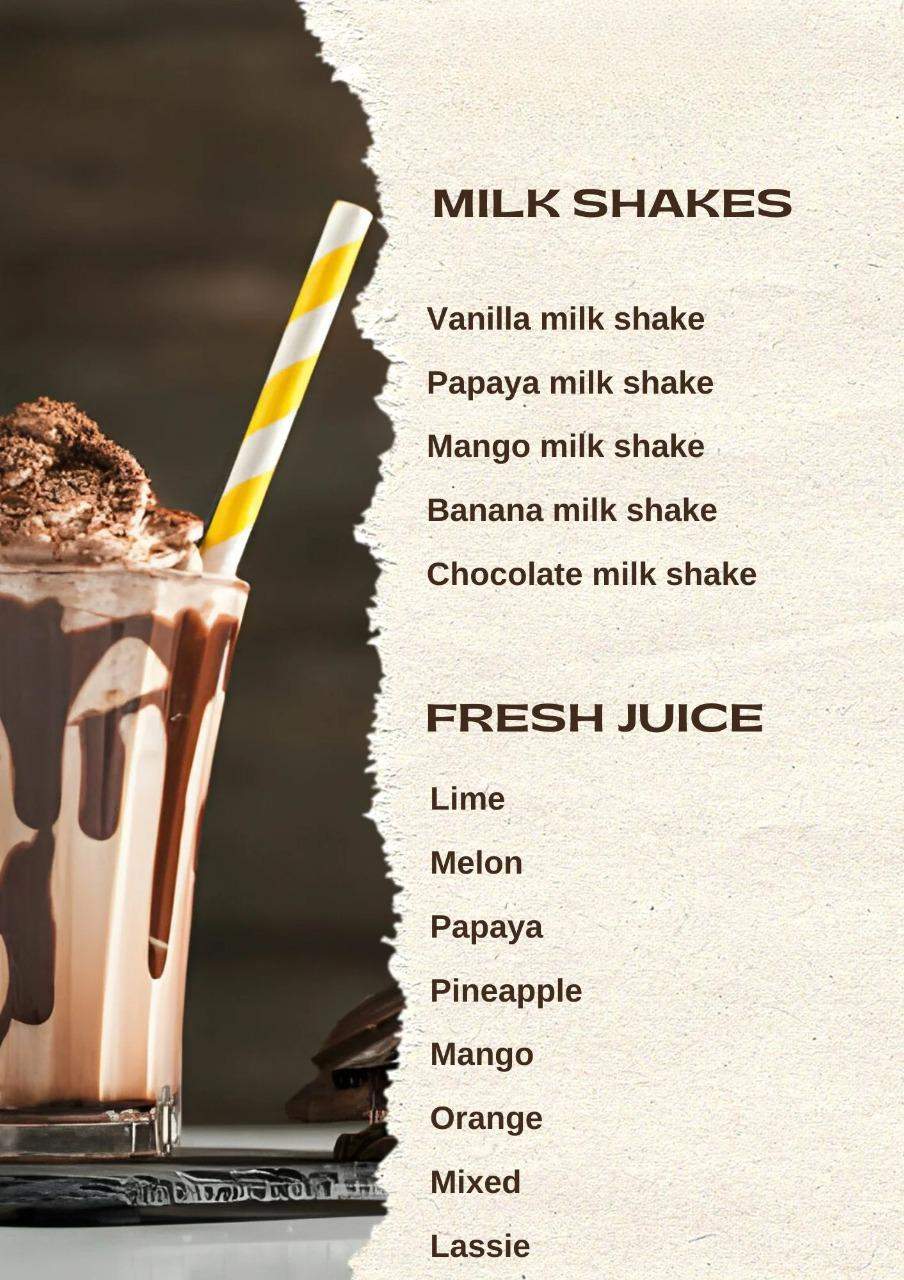 MILK SHAKES
Vanilla milk shake
Papaya milk shake
Mango milk shake
Banana milk shake
Chocolate milk shake
FRESH JUICE
Lime
Melon
Papaya
Pineapple
Mango
Orange
Mixed
Lassie